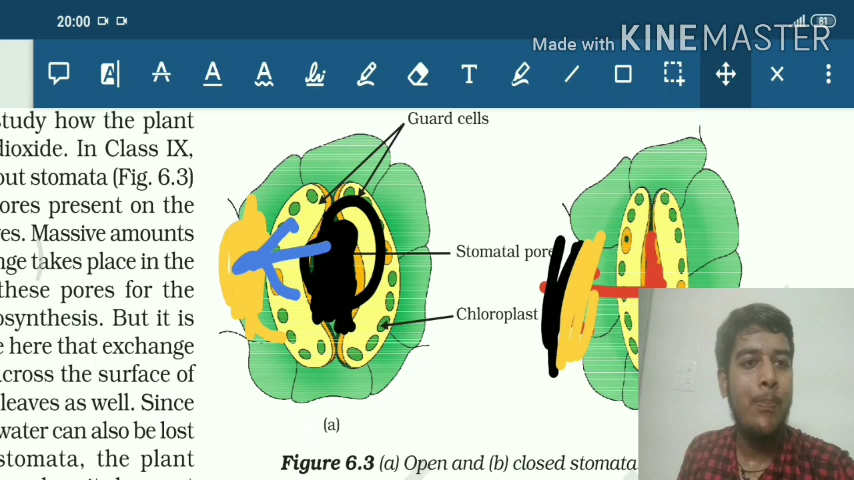 20:00
81
Made with KINEMASTER
study how the plant
dioxide. In Class IX,
out stomata (Fig. 6.3)
ores present on the
es. Massive amounts
nge takes place in the
these pores for the
osynthesis. But it is
e here that exchange
across the surface of
leaves as well. Since
water can also be lost
stomata, the plant
Guard cells
Stomatal pore
Chloroplast
(a)
Figure 6.3 (a) Open and (b) closed stomata